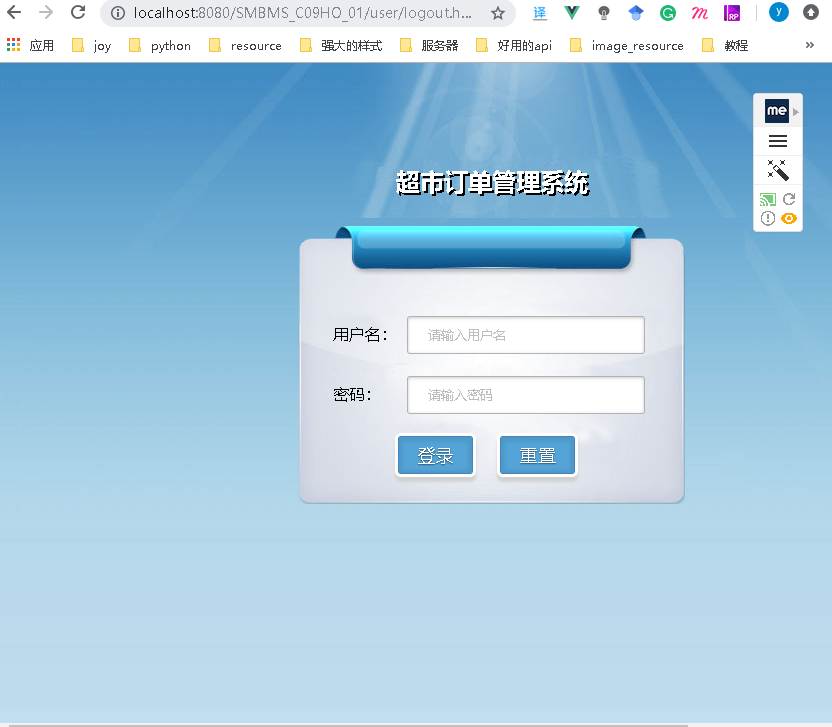 localhost:8080/SMBMS_C09HO_01/user/logout.h...
译
m
RP
y
应用 joy python resource 强大的样式 服务器 好用的api image_resource 教程 »
me
超市订单管理系统
用户名： 请输入用户名
密码： 请输入密码
登录 重置